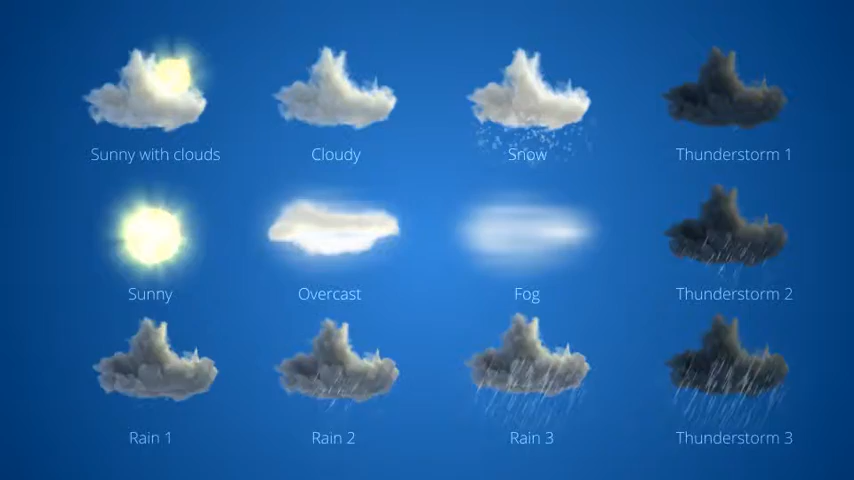 Sunny with clouds
Cloudy
Snow
Thunderstorm 1
Sunny
Overcast
Fog
Thunderstorm 2
Rain 1
Rain 2
Rain 3
Thunderstorm 3